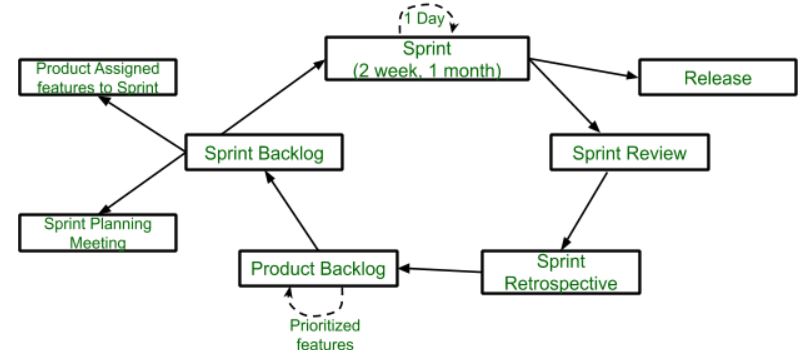 1 Day
Sprint
(2 week, 1 month)
Product Assigned
features to Sprint
Release
Sprint Backlog
Sprint Review
Sprint Planning
Meeting
Product Backlog
Sprint
Retrospective
Prioritized
features